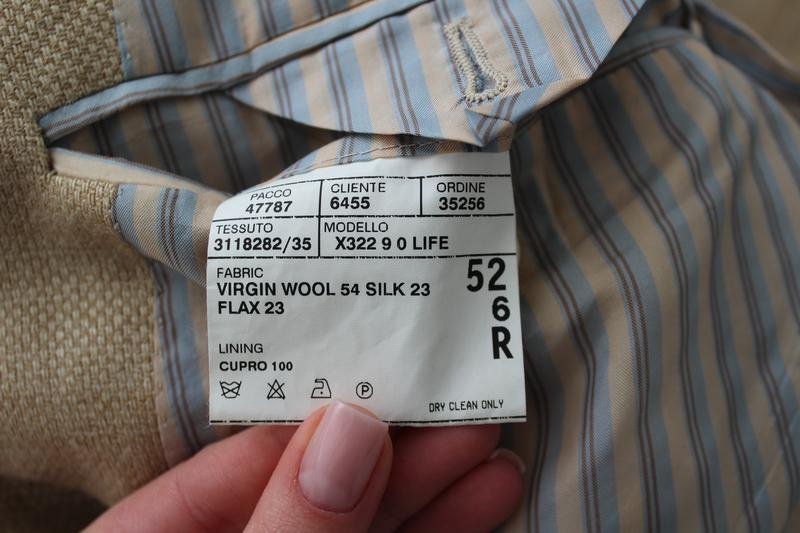 PACCO CLIENTE ORDINE
47787 6455 35256
TESSUTO MODELLO
3118282/35 X322 9 0 LIFE
FABRIC
VIRGIN WOOL 54 SILK 23
FLAX 23
52
6
R
LINING
CUPRO 100
P
DRY CLEAN ONLY